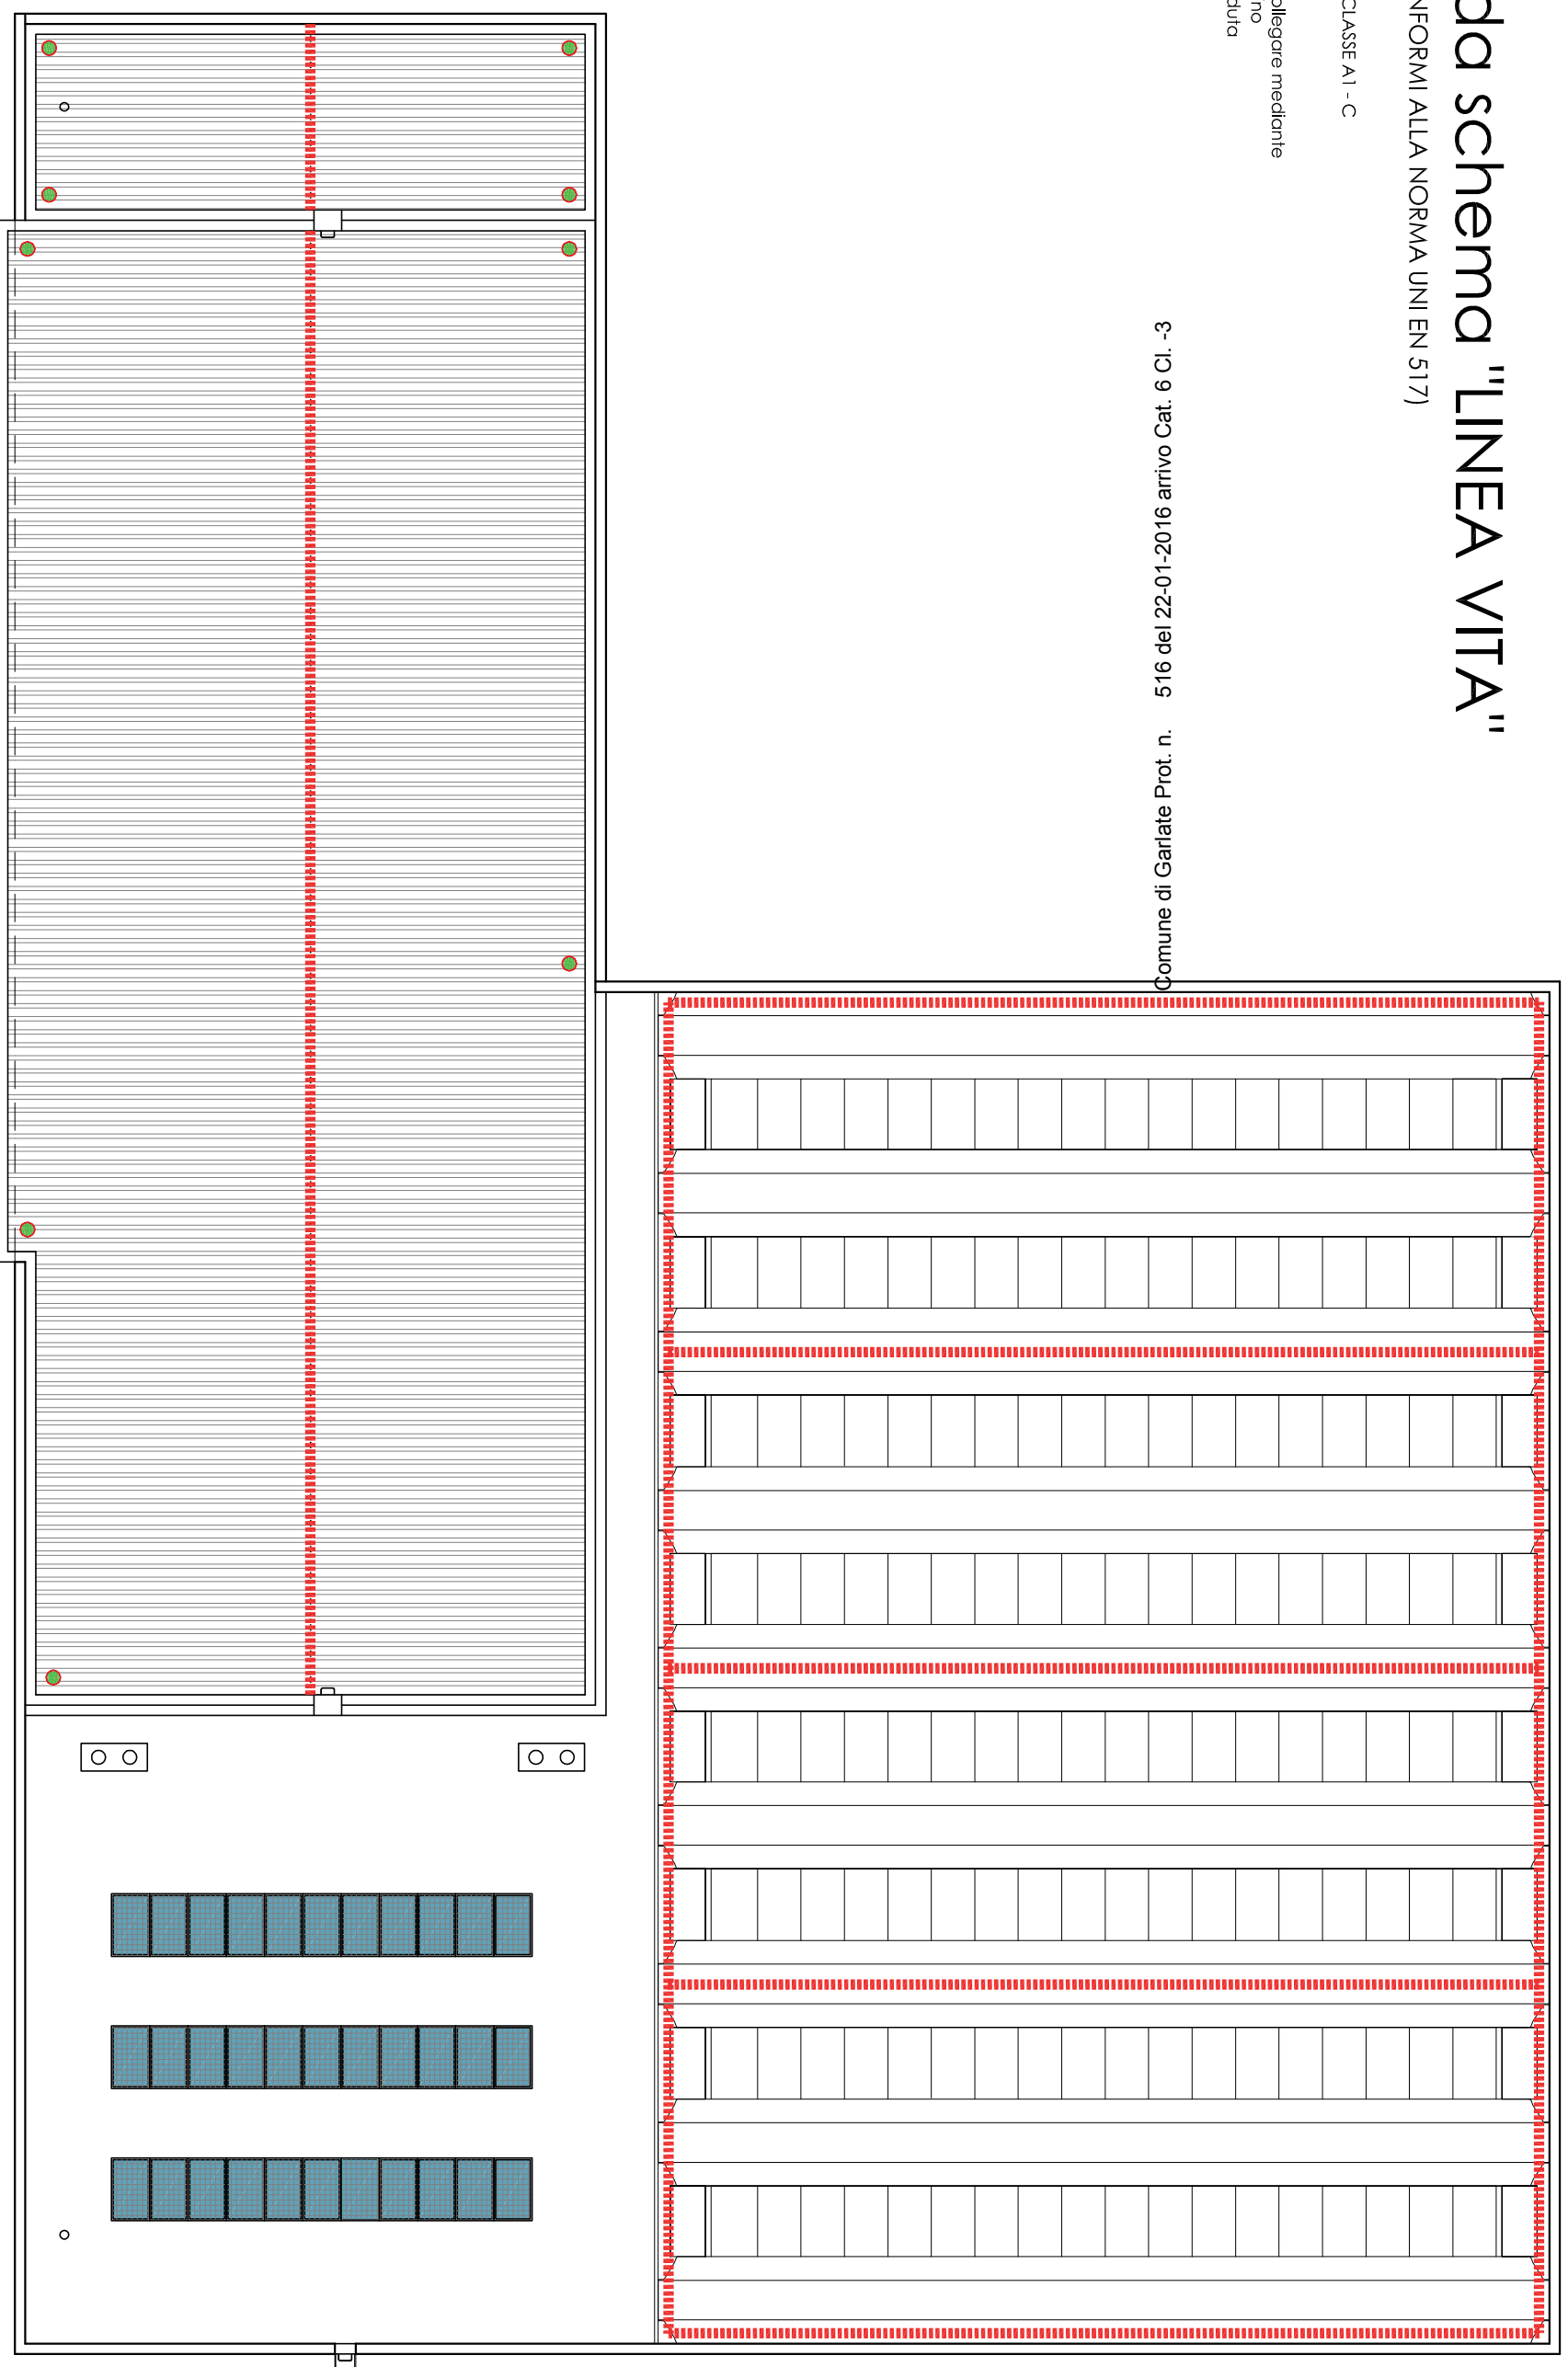 da schema "LINEA VITA"
NFORMI ALLA NORMA UNI EN 517)
CLASSE A1 - C
ollegare mediante
no
duta
Comune di Garlate Prot. n. 516 del 22-01-2016 arrivo Cat. 6 Cl. -3